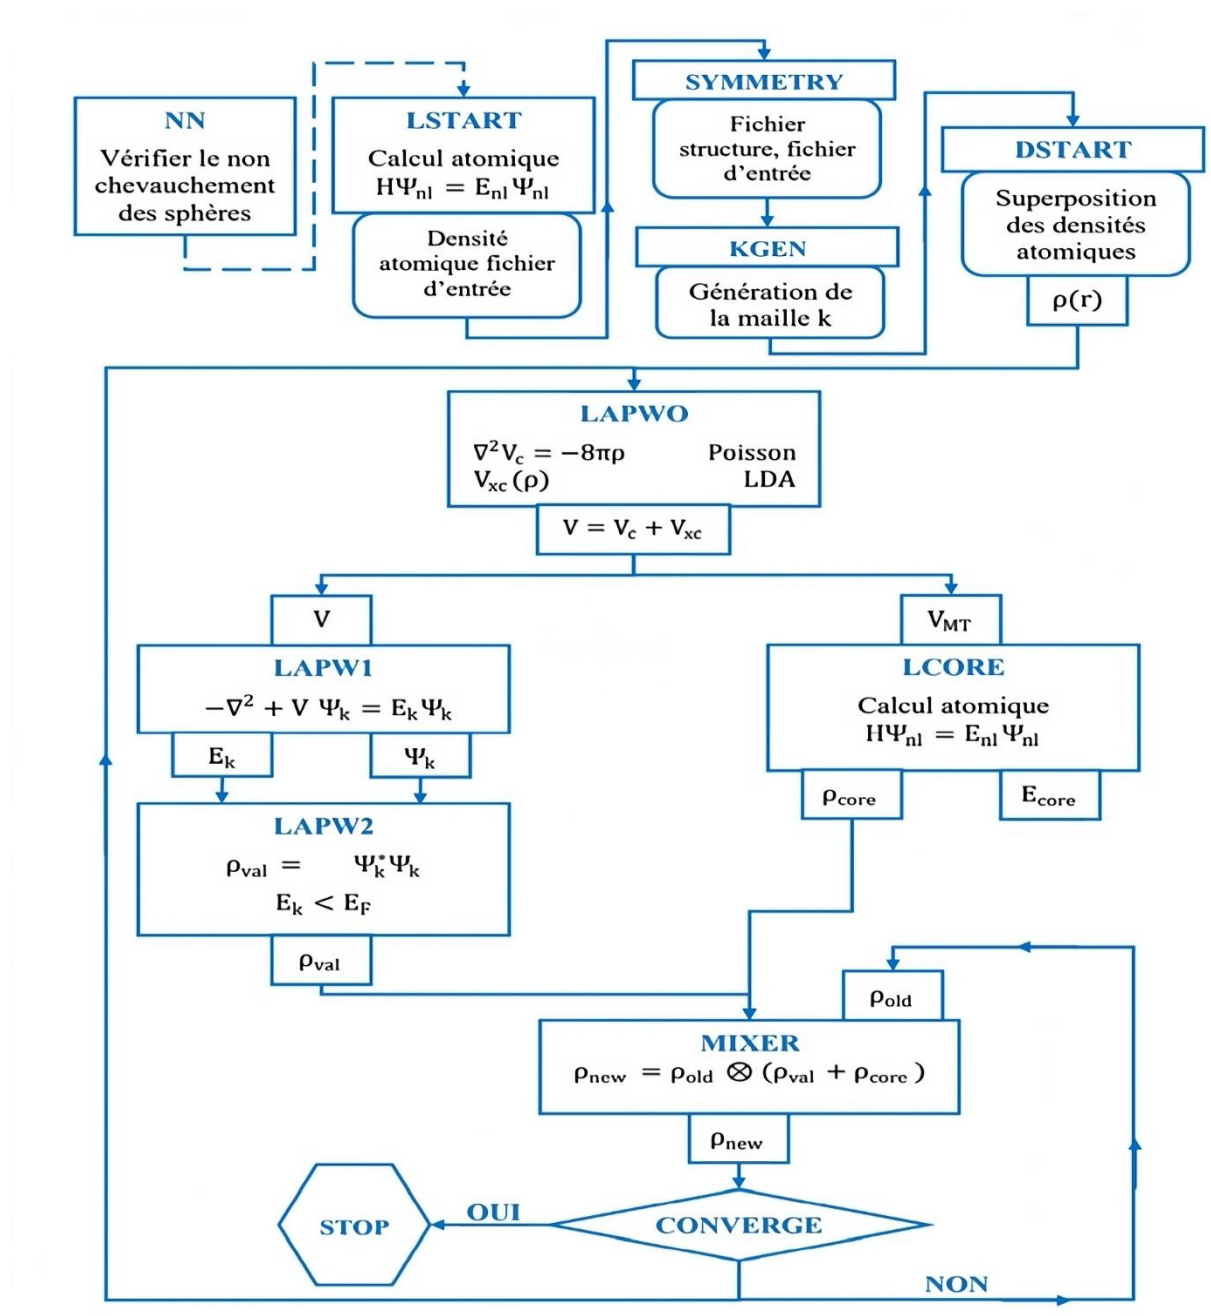 NN
Vérifier le non
chevauchement
des sphères
LSTART
Calcul atomique
HΨnl = EnlΨnl
Densité
atomique fichier
d'entrée
SYMMETRY
Fichier
structure, fichier
d'entrée
KGEN
Génération de
la maille k
DSTART
Superposition
des densités
atomiques
ρ(r)
LAPWO
∇²Vc = −8πρ Poisson
Vxc(ρ) LDA
V = Vc + Vxc
V
LAPW1
−∇² + V Ψk = EkΨk
Ek
Ψk
LAPW2
ρval = Ψk*Ψk
Ek < EF
ρval
VMT
LCORE
Calcul atomique
HΨnl = EnlΨnl
ρcore
Ecore
ρold
MIXER
ρnew = ρold ⊗ (ρval + ρcore)
ρnew
CONVERGE
OUI
STOP
NON